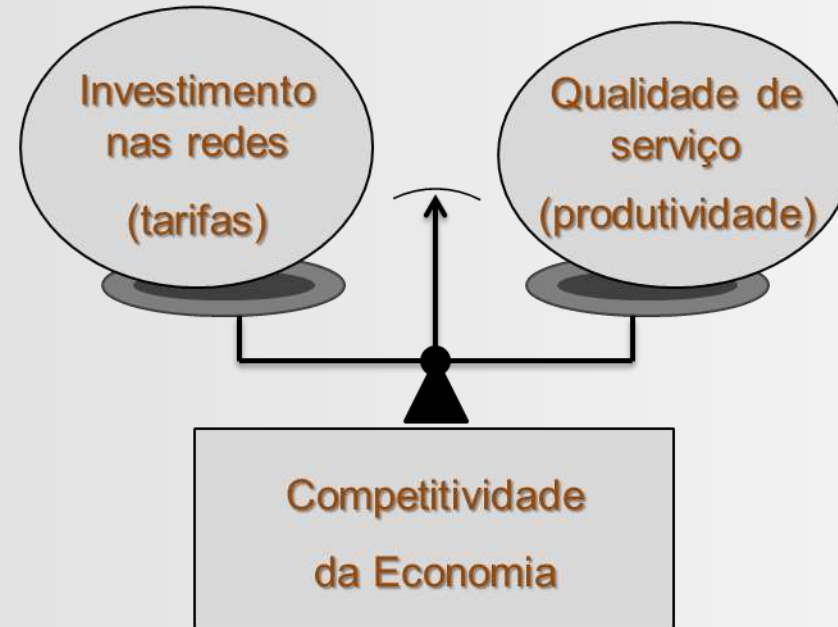 Investimento
nas redes
(tarifas)
Qualidade de
serviço
(produtividade)
Competitividade
da Economia